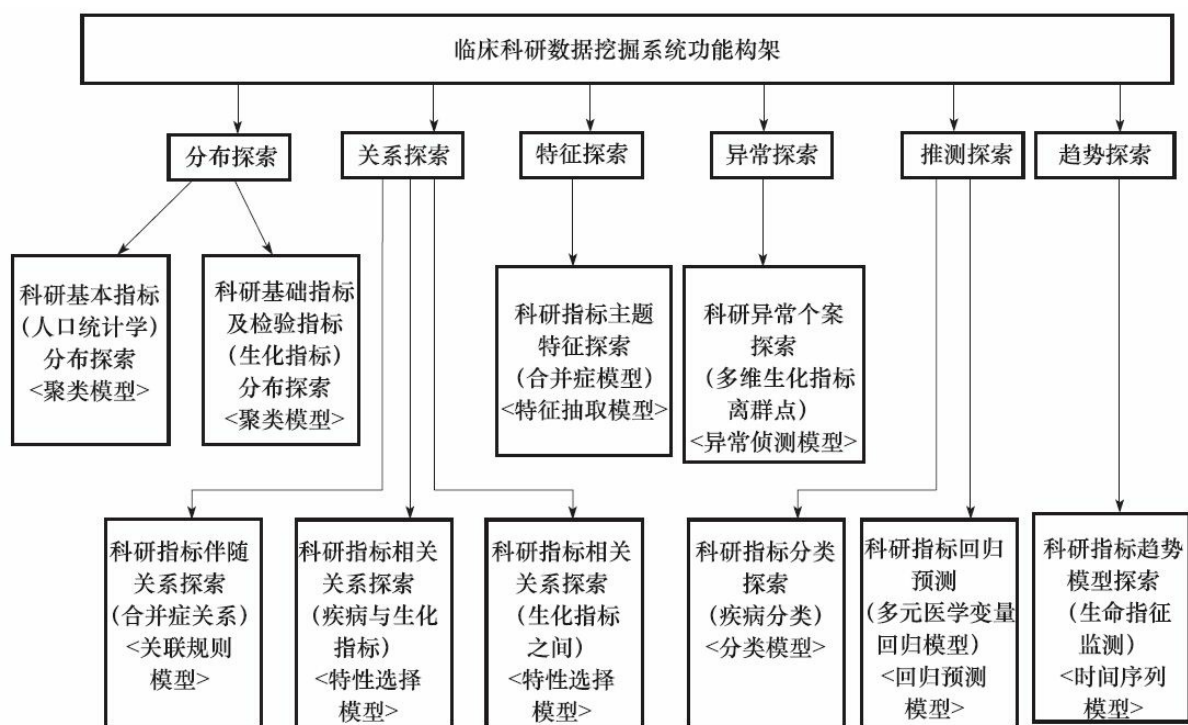 临床科研数据挖掘系统功能构架
分布探索
关系探索
特征探索
异常探索
推测探索
趋势探索
科研基本指标
(人口统计学)
分布探索
<聚类模型>
科研基础指标
及检验指标
(生化指标)
分布探索
<聚类模型>
科研指标主题
特征探索
(合并症模型)
<特征抽取模型>
科研异常个案
探索
(多维生化指标
离群点)
<异常侦测模型>
科研指标伴随
关系探索
(合并症关系)
<关联规则
模型>
科研指标相关
关系探索
(疾病与生化
指标)
<特性选择
模型>
科研指标相关
关系探索
(生化指标
之间)
<特性选择
模型>
科研指标分类
探索
(疾病分类)
<分类模型>
科研指标回归
预测
(多元医学变量
回归模型)
<回归预测
模型>
科研指标趋势
模型探索
(生命指征
监测)
<时间序列
模型>